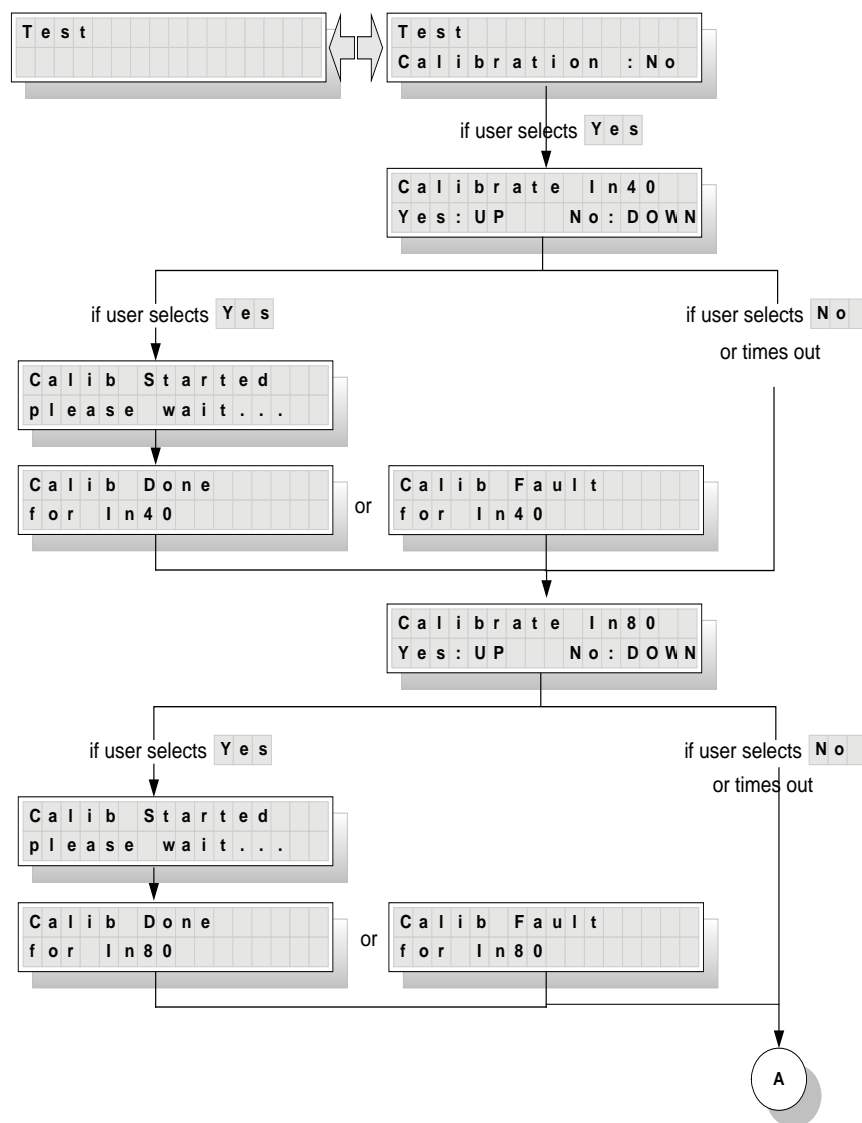 Test
Test
Calibration :No
if user selects Yes
Calibrate In40
Yes:UP No:DOWN
if user selects Yes
if user selects No
or times out
Calib Started
please wait...
Calib Done
for In40
or
Calib Fault
for In40
Calibrate In80
Yes:UP No:DOWN
if user selects Yes
if user selects No
or times out
Calib Started
please wait...
Calib Done
for In80
or
Calib Fault
for In80
A